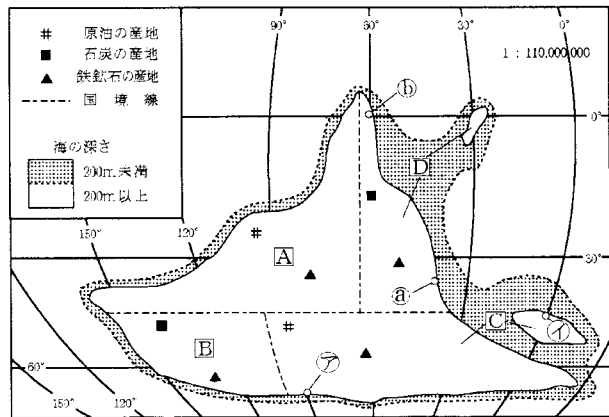 90° 60° 30° 0°
# 原油の産地
■ 石炭の産地
▲ 鉄鉱石の産地
国境線
1 : 110,000,000
海の深さ
200m未満
200m以上
ⓑ
0°
D
150°
120°
A
30°
ⓐ
C
㋑
B
㋐
60°
150° 120° 90° 60° 30° 0°